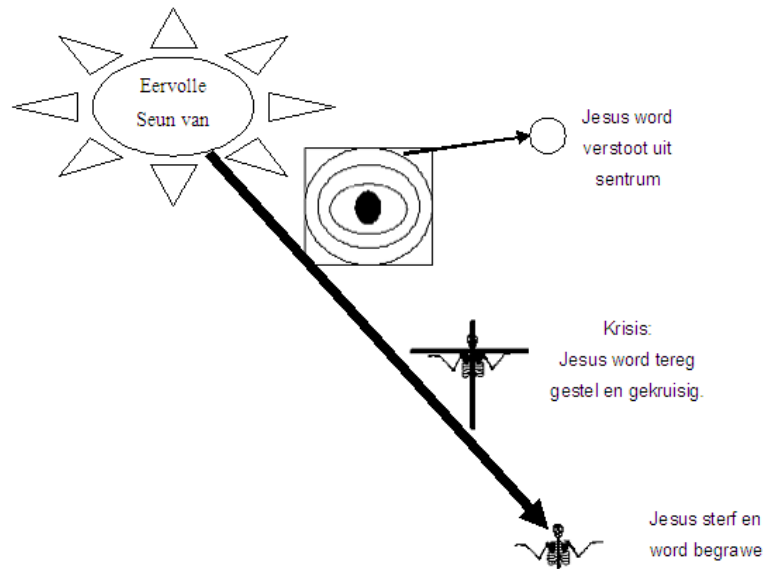 Eervolle
Seun van
Jesus word
verstoot uit
sentrum
Krisis:
Jesus word tereg
gestel en gekruisig.
Jesus sterf en
word begrawe